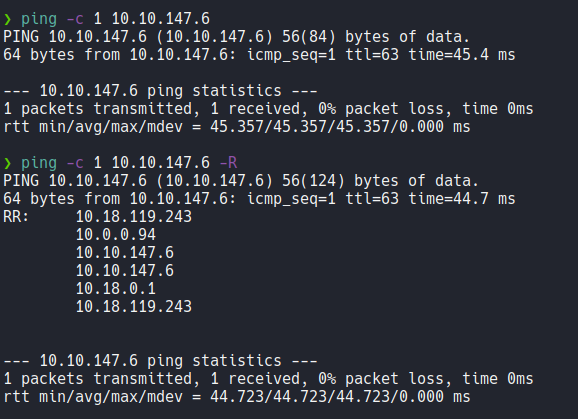 ❯ ping -c 1 10.10.147.6
PING 10.10.147.6 (10.10.147.6) 56(84) bytes of data.
64 bytes from 10.10.147.6: icmp_seq=1 ttl=63 time=45.4 ms
--- 10.10.147.6 ping statistics ---
1 packets transmitted, 1 received, 0% packet loss, time 0ms
rtt min/avg/max/mdev = 45.357/45.357/45.357/0.000 ms
❯ ping -c 1 10.10.147.6 -R
PING 10.10.147.6 (10.10.147.6) 56(124) bytes of data.
64 bytes from 10.10.147.6: icmp_seq=1 ttl=63 time=44.7 ms
RR:     10.18.119.243
        10.0.0.94
        10.10.147.6
        10.10.147.6
        10.18.0.1
        10.18.119.243
--- 10.10.147.6 ping statistics ---
1 packets transmitted, 1 received, 0% packet loss, time 0ms
rtt min/avg/max/mdev = 44.723/44.723/44.723/0.000 ms